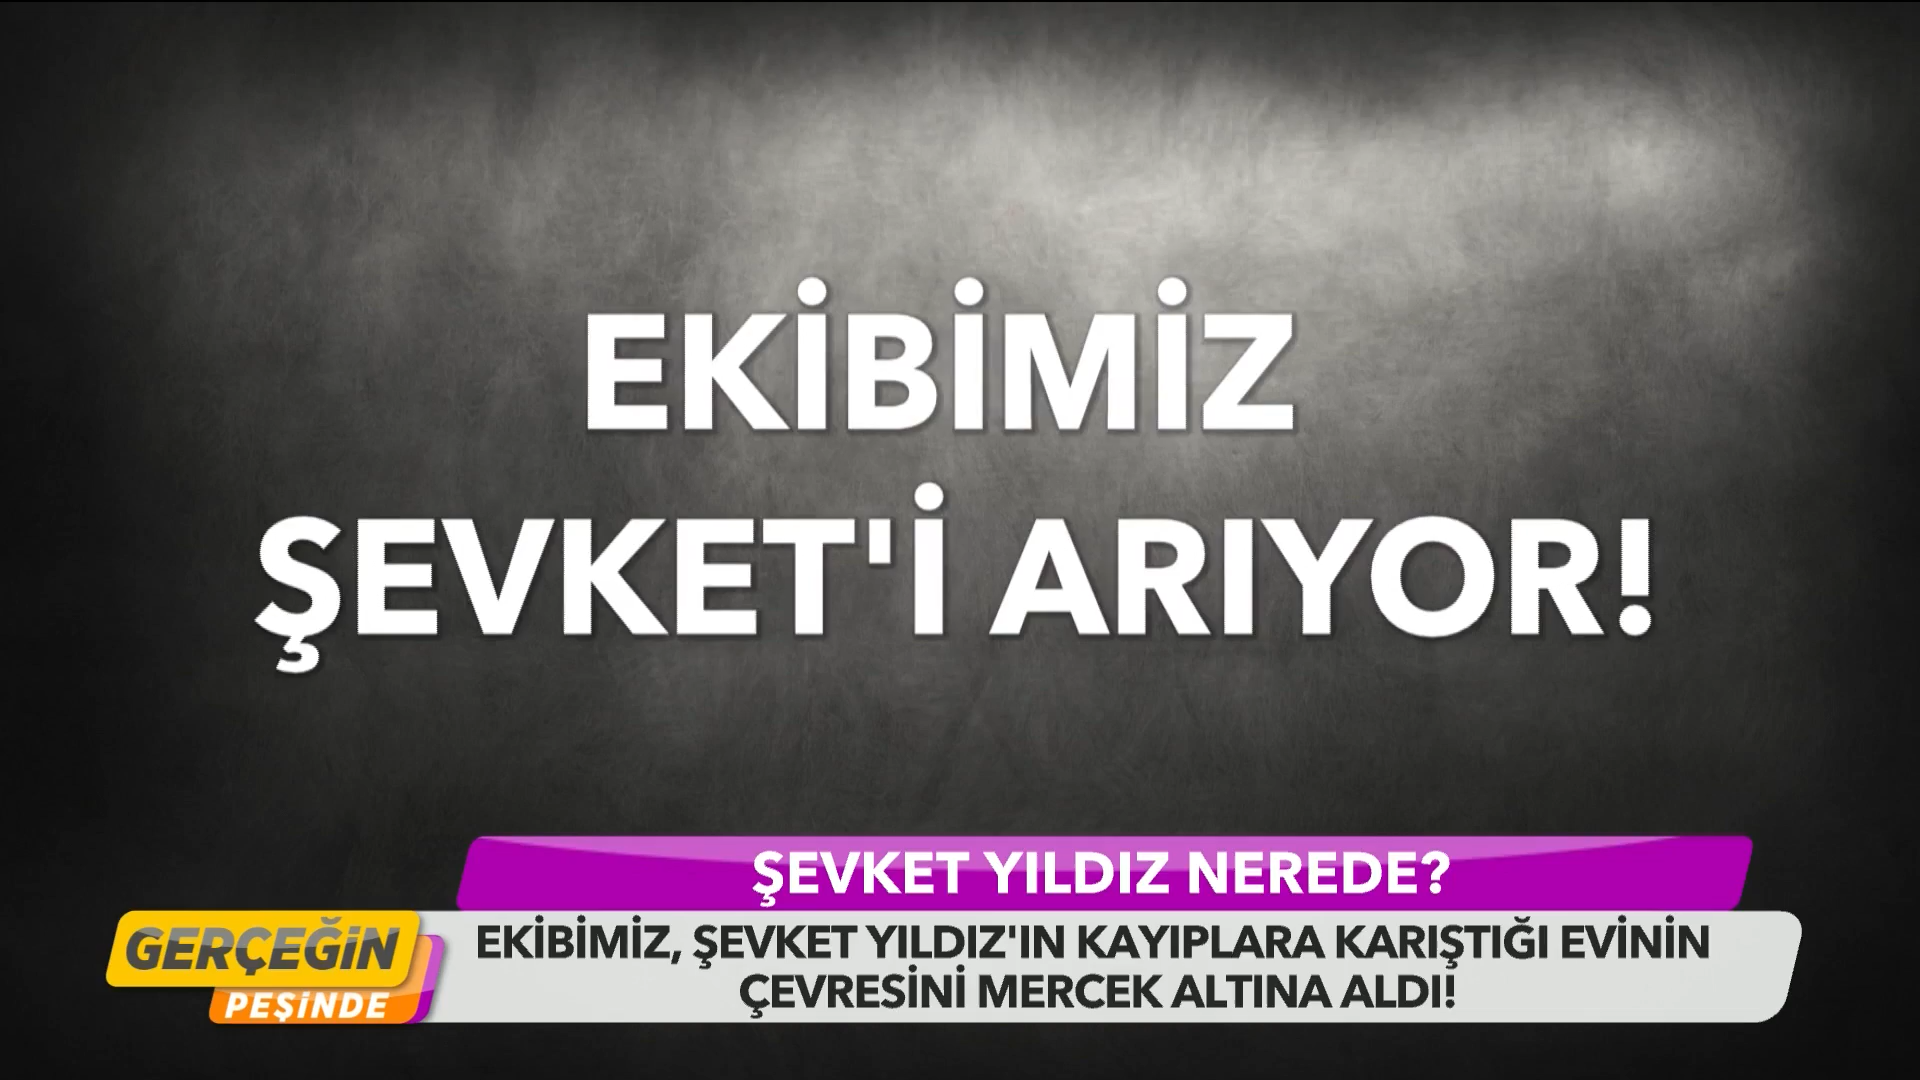 EKİBİMİZ
ŞEVKET'İ ARIYOR!
ŞEVKET YILDIZ NEREDE?
EKİBİMİZ, ŞEVKET YILDIZ'IN KAYIPLARA KARIŞTIĞI EVİNİN
ÇEVRESİNİ MERCEK ALTINA ALDI!
GERÇEĞİN
PEŞİNDE